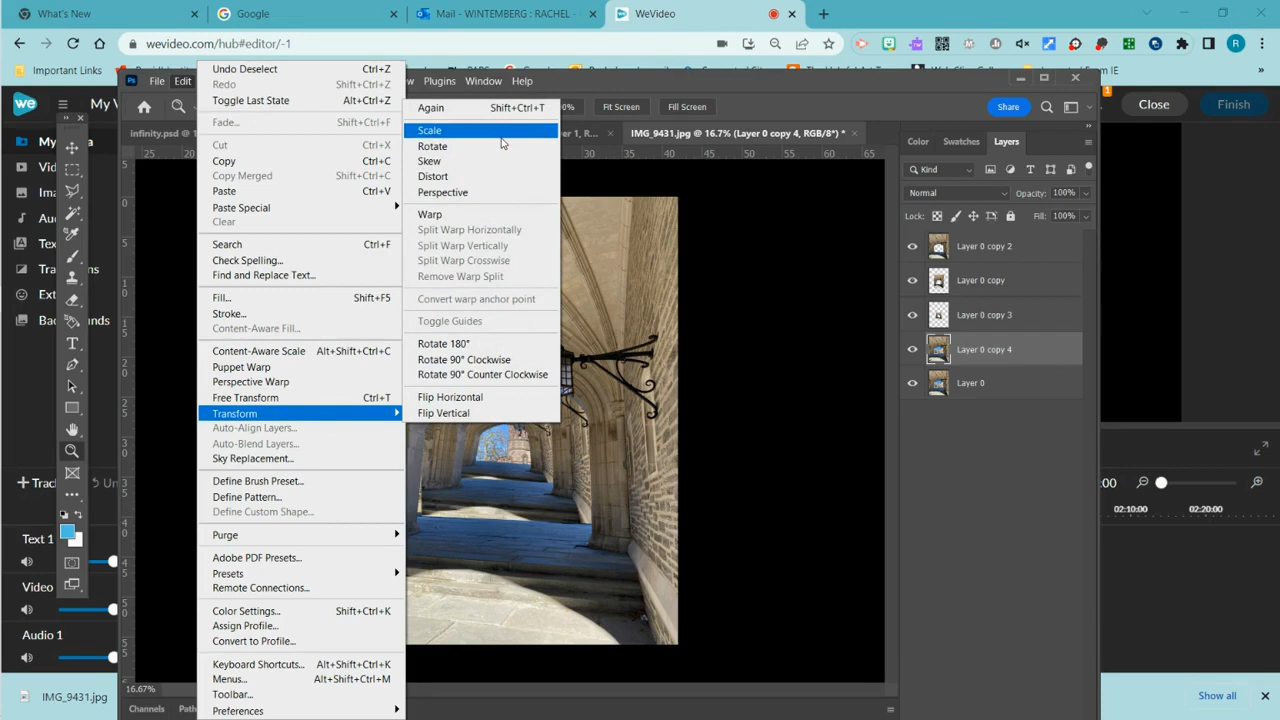 What's New
Google
Mail - WINTEMBERG : RACHEL -
WeVideo
wevideo.com/hub#editor/-1
Important Links
File
Edit
Plugins
Window
Help
My V
Fit Screen
Fill Screen
Share
Close
Finish
infinity.psd @ 1
er 1, R...
IMG_9431.jpg @ 16.7% (Layer 0 copy 4, RGB/8*) *
25
30
35
60
65
Undo Deselect Ctrl+Z
Redo Shift+Ctrl+Z
Toggle Last State Alt+Ctrl+Z
Fade... Shift+Ctrl+F
Cut Ctrl+X
Copy Ctrl+C
Copy Merged Shift+Ctrl+C
Paste Ctrl+V
Paste Special
Clear
Search Ctrl+F
Check Spelling...
Find and Replace Text...
Fill... Shift+F5
Stroke...
Content-Aware Fill...
Content-Aware Scale Alt+Shift+Ctrl+C
Puppet Warp
Perspective Warp
Free Transform Ctrl+T
Transform
Auto-Align Layers...
Auto-Blend Layers...
Sky Replacement...
Define Brush Preset...
Define Pattern...
Define Custom Shape...
Purge
Adobe PDF Presets...
Presets
Remote Connections...
Color Settings... Shift+Ctrl+K
Assign Profile...
Convert to Profile...
Keyboard Shortcuts... Alt+Shift+Ctrl+K
Menus... Alt+Shift+Ctrl+M
Toolbar...
Preferences
Again Shift+Ctrl+T
Scale
Rotate
Skew
Distort
Perspective
Warp
Split Warp Horizontally
Split Warp Vertically
Split Warp Crosswise
Remove Warp Split
Convert warp anchor point
Toggle Guides
Rotate 180°
Rotate 90° Clockwise
Rotate 90° Counter Clockwise
Flip Horizontal
Flip Vertical
Color
Swatches
Layers
Kind
Normal
Opacity: 100%
Lock:
Fill: 100%
Layer 0 copy 2
Layer 0 copy
Layer 0 copy 3
Layer 0 copy 4
Layer 0
Text 1
Video
Audio 1
02:10:00
02:20:00
16.67%
Channels
IMG_9431.jpg
Show all